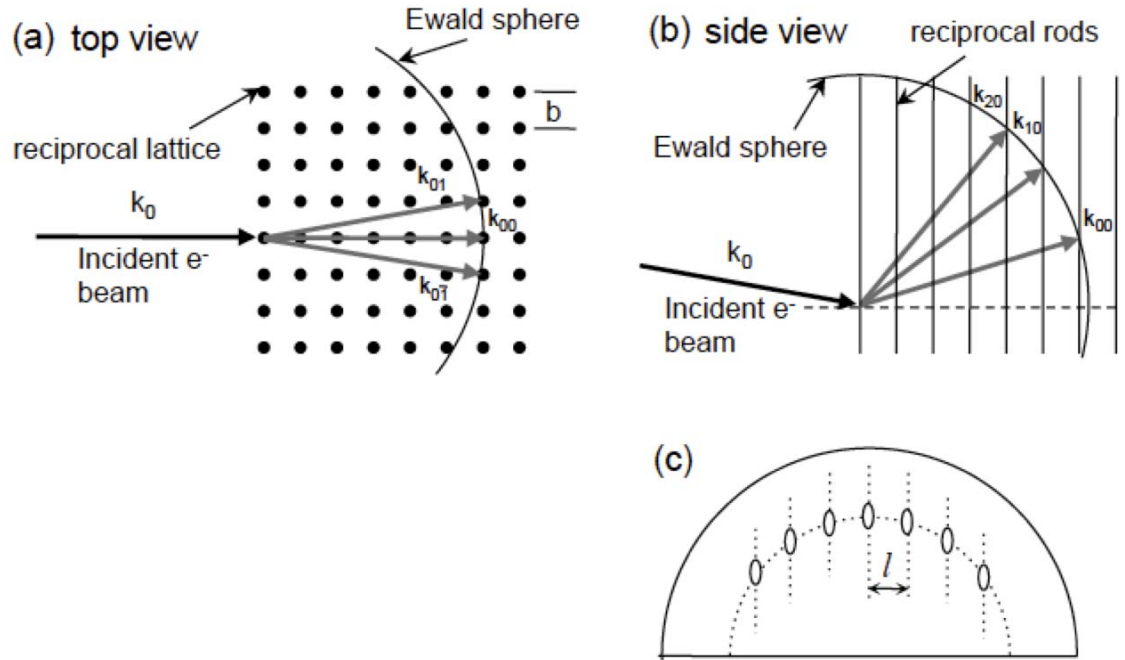 (a) top view
Ewald sphere
b
reciprocal lattice
k₀₁
k₀
k₀₀
Incident e⁻
beam
k₀₁̅
(b) side view
reciprocal rods
k₂₀
k₁₀
Ewald sphere
k₀₀
k₀
Incident e⁻
beam
(c)
l